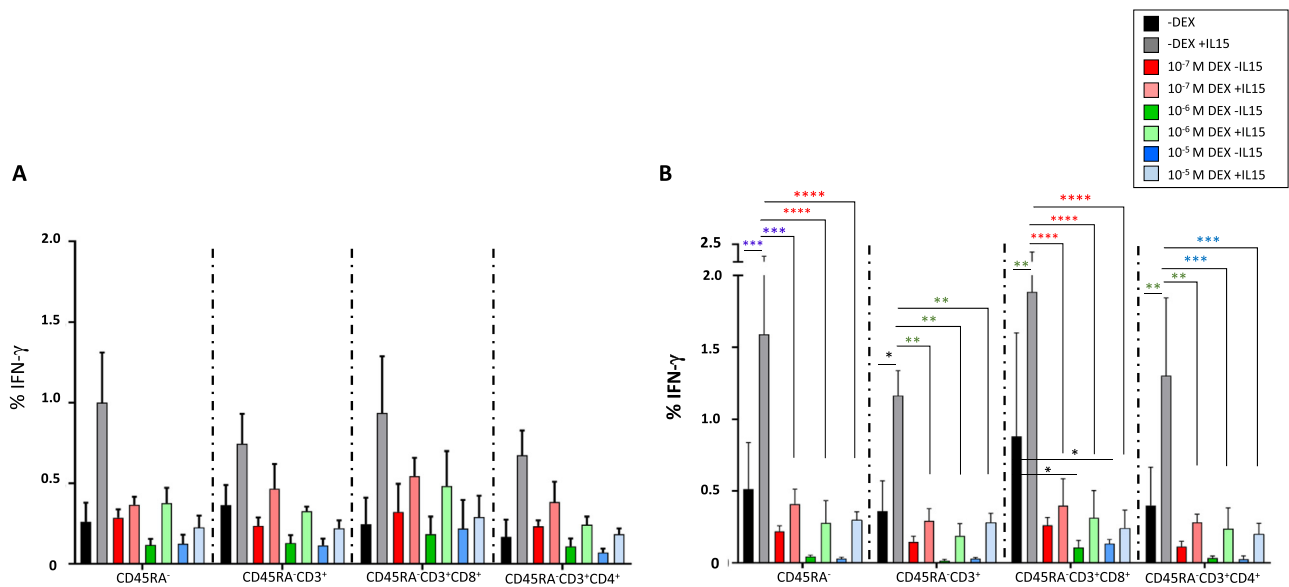 -DEX
-DEX +IL15
10⁻⁷ M DEX -IL15
10⁻⁷ M DEX +IL15
10⁻⁶ M DEX -IL15
10⁻⁶ M DEX +IL15
10⁻⁵ M DEX -IL15
10⁻⁵ M DEX +IL15
A
% IFN-γ
2.0
1.5
1.0
0.5
0
CD45RA⁻
CD45RA⁻CD3⁺
CD45RA⁻CD3⁺CD8⁺
CD45RA⁻CD3⁺CD4⁺
B
% IFN-γ
2.5
2.0
1.5
1.0
0.5
0
****
****
***
***
**
**
**
*
****
****
****
**
*
*
***
***
**
**
CD45RA⁻
CD45RA⁻CD3⁺
CD45RA⁻CD3⁺CD8⁺
CD45RA⁻CD3⁺CD4⁺